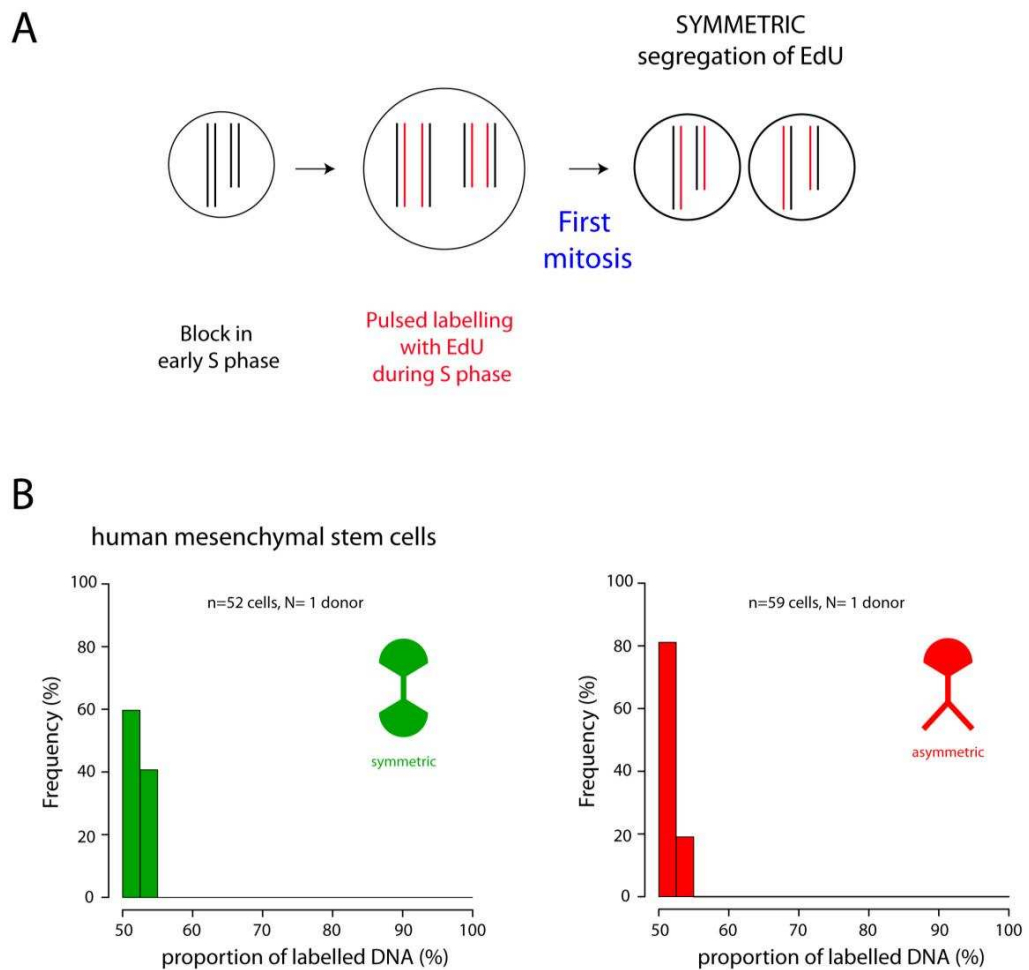 A
SYMMETRIC
segregation of EdU
First
mitosis
Block in
early S phase
Pulsed labelling
with EdU
during S phase
B
human mesenchymal stem cells
100
80
60
40
20
0
Frequency (%)
n=52 cells, N= 1 donor
symmetric
50
60
70
80
90
100
proportion of labelled DNA (%)
100
80
60
40
20
0
Frequency (%)
n=59 cells, N= 1 donor
asymmetric
50
60
70
80
90
100
proportion of labelled DNA (%)